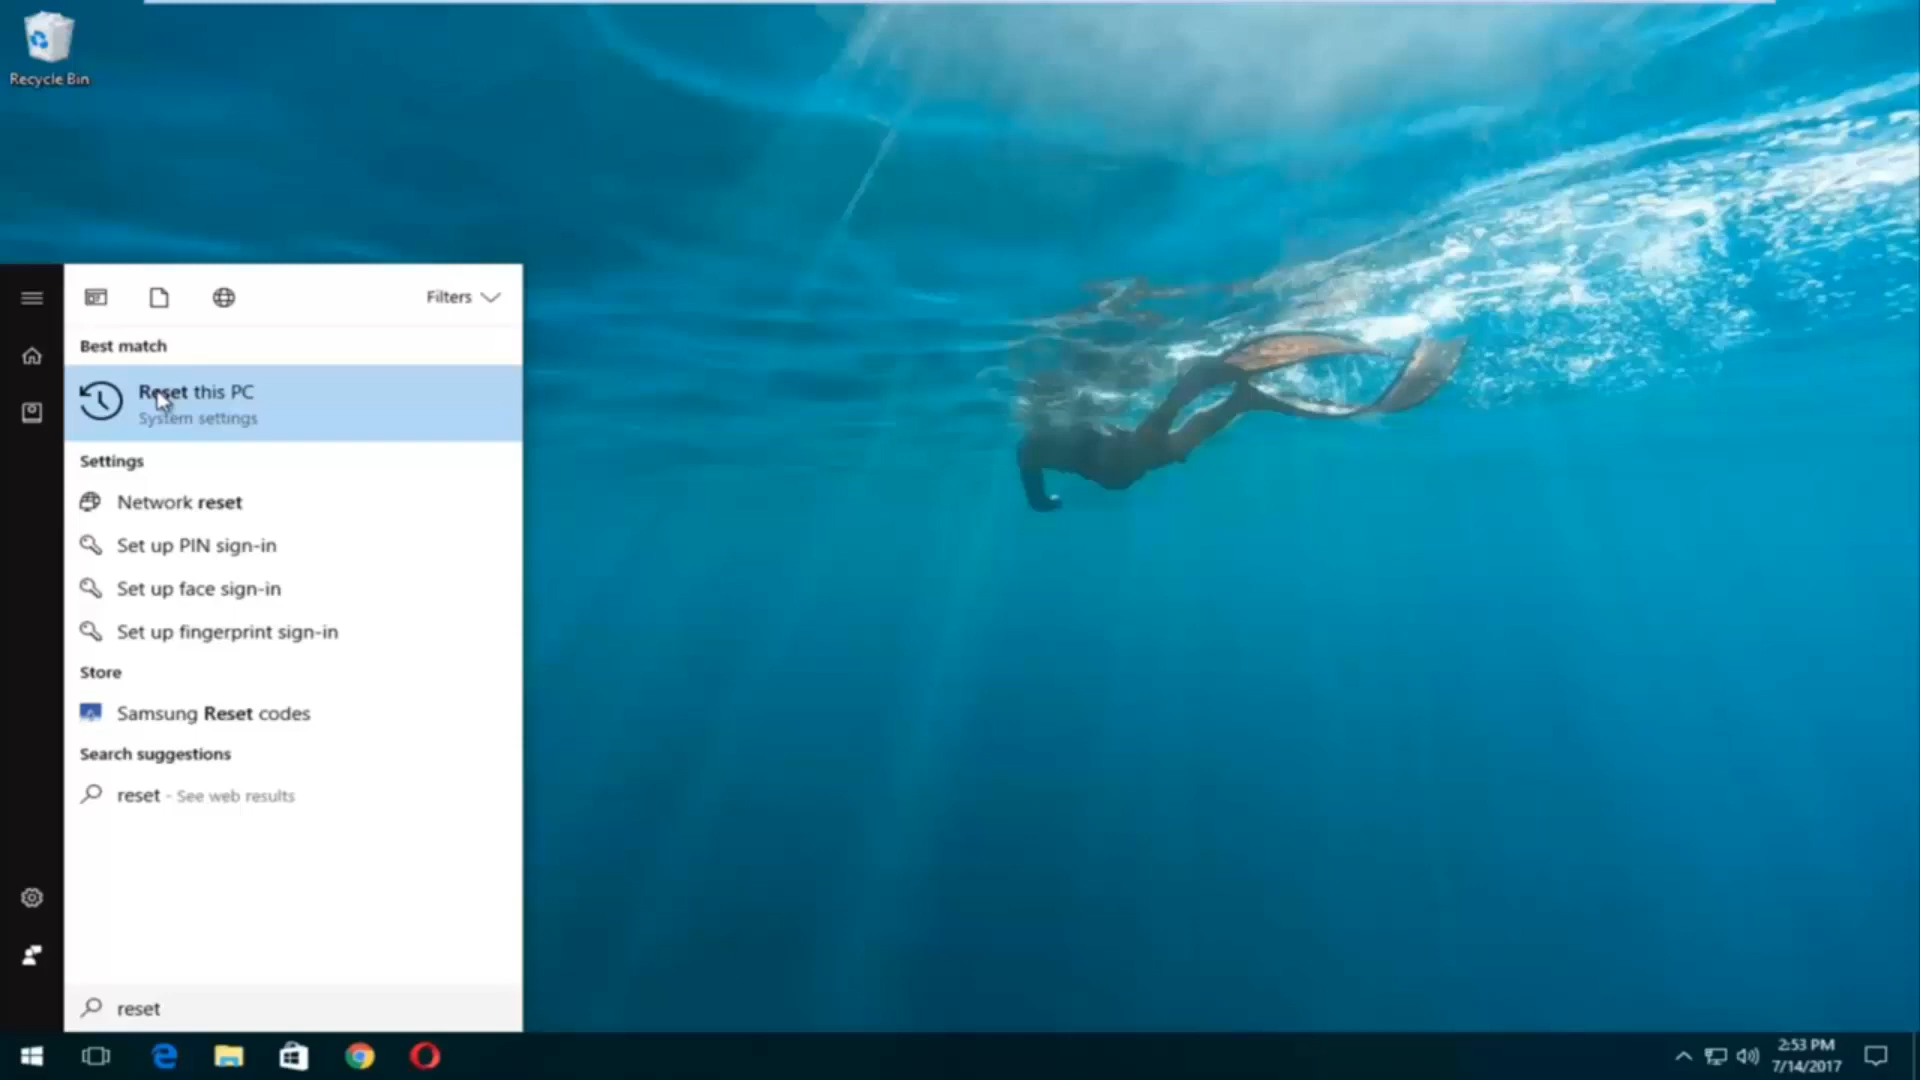 Recycle Bin
Filters
Best match
Reset this PC
System settings
Settings
Network reset
Set up PIN sign-in
Set up face sign-in
Set up fingerprint sign-in
Store
Samsung Reset codes
Search suggestions
reset - See web results
reset
2:53 PM
7/14/2017